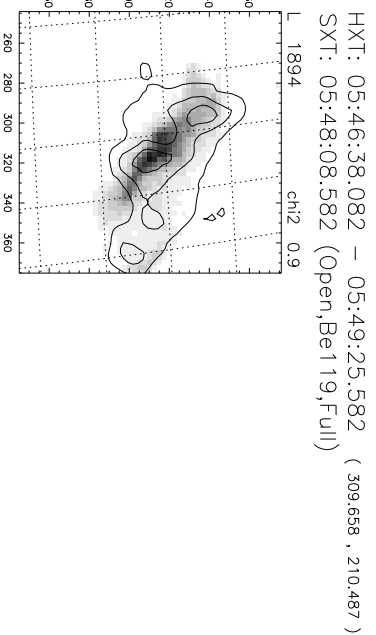 HXT: 05:46:38.082 - 05:49:25.582 ( 309.658 , 210.487 )
SXT: 05:48:08.582 (Open,Be119,Full)
L 1894 chi2 0.9
260 280 300 320 340 360